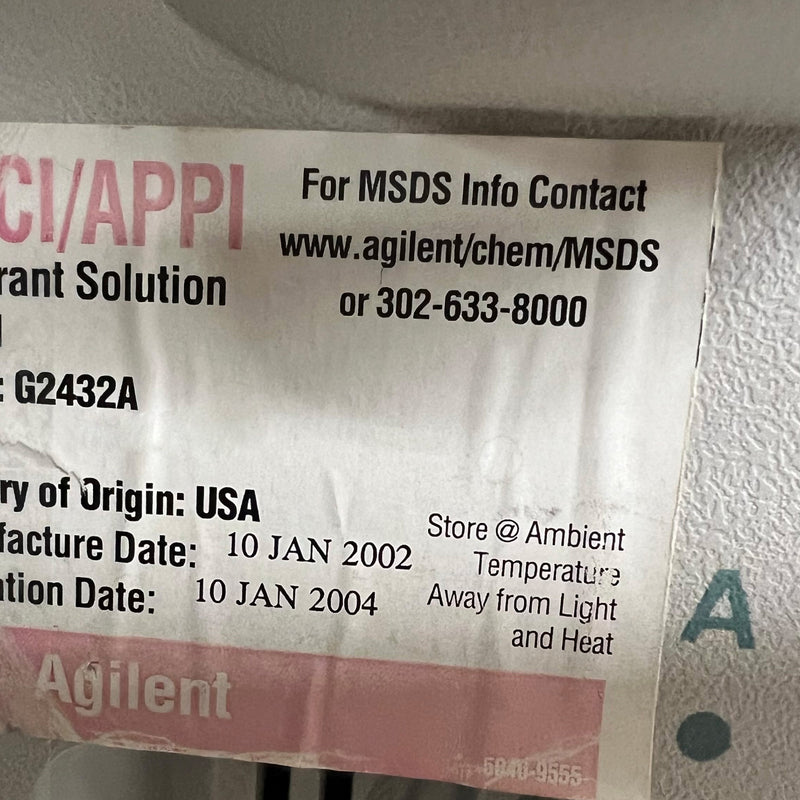 CI/APPI
rant Solution
: G2432A
ry of Origin: USA
facture Date: 10 JAN 2002
ation Date: 10 JAN 2004
For MSDS Info Contact
www.agilent/chem/MSDS
or 302-633-8000
Store @ Ambient
Temperature
Away from Light
and Heat
Agilent
5040-9555
A